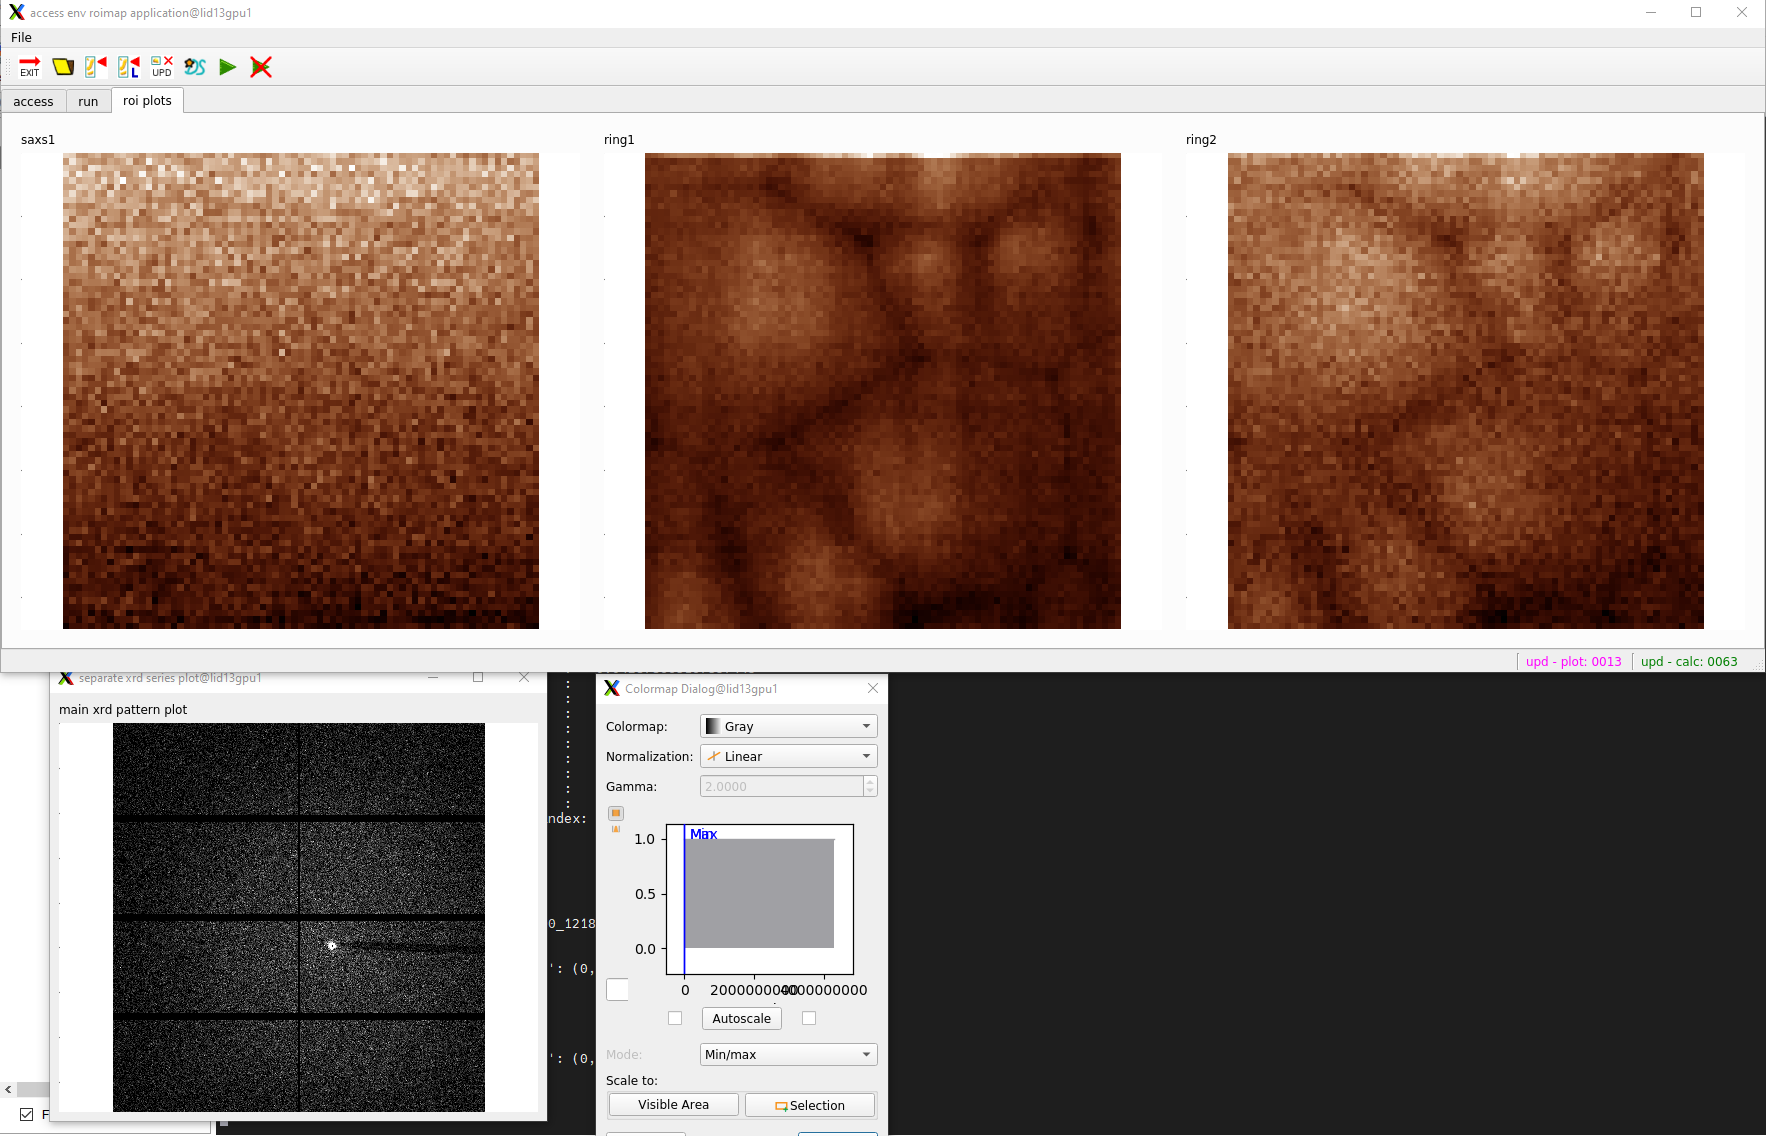 access env roimap application@lid13gpu1
File
EXIT
L
UPD
DS
access run roi plots
saxs1 ring1 ring2
upd - plot: 0013 upd - calc: 0063
separate xrd series plot@lid13gpu1
main xrd pattern plot
ndex:
0_1218
': (0,
': (0,
F
Colormap Dialog@lid13gpu1
Colormap: Gray
Normalization: Linear
Gamma: 2.0000
Min Max
1.0
0.5
0.0
0 2000000000 4000000000
Autoscale
Mode: Min/max
Scale to:
Visible Area Selection